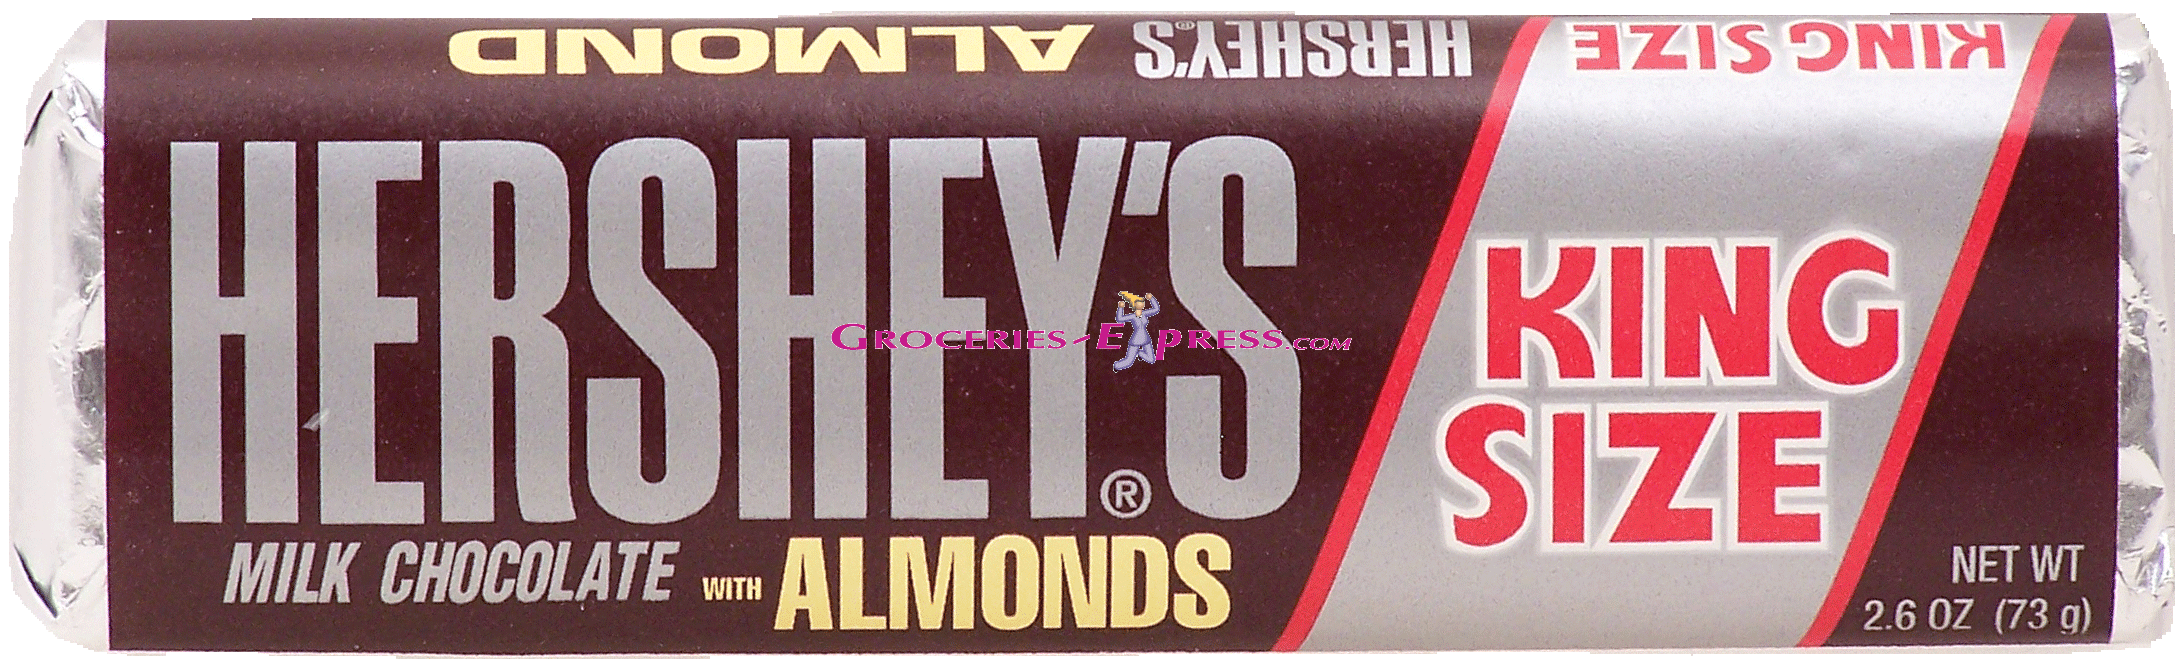 ALMOND HERSHEY'S® KING SIZE
HERSHEY'S®
GROCERIES-EXPRESS.COM
KING
SIZE
MILK CHOCOLATE WITH ALMONDS
NET WT
2.6 OZ (73 g)